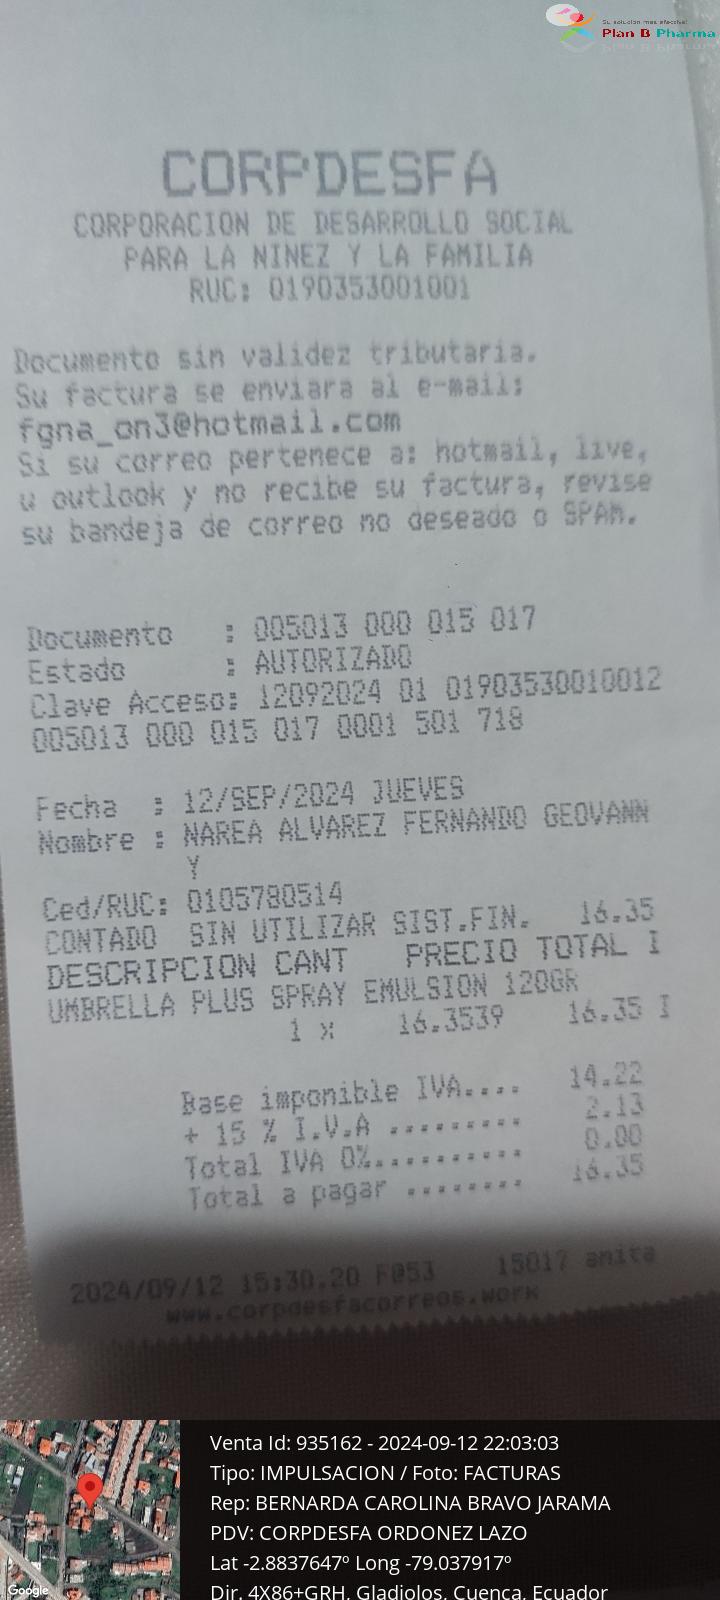 Su solución más efectiva!
Plan B Pharma
CORPDESFA
CORPORACION DE DESARROLLO SOCIAL
PARA LA NINEZ Y LA FAMILIA
RUC: 0190353001001
Documento sin validez tributaria.
Su factura se enviara al e-mail:
fgna_on3@hotmail.com
Si su correo pertenece a: hotmail, live,
u outlook y no recibe su factura, revise
su bandeja de correo no deseado o SPAM.
Documento : 005013 000 015 017
Estado : AUTORIZADO
Clave Acceso: 12092024 01 01903530010012
005013 000 015 017 0001 501 718
Fecha : 12/SEP/2024 JUEVES
Nombre : NAREA ALVAREZ FERNANDO GEOVANN
Y
Ced/RUC: 0105780514
CONTADO SIN UTILIZAR SIST.FIN. 16.35
DESCRIPCION CANT PRECIO TOTAL I
UMBRELLA PLUS SPRAY EMULSION 120GR
1 x 16.3539 16.35 I
Base imponible IVA.... 14.22
+ 15 % I.V.A ......... 2.13
Total IVA 0%.......... 0.00
Total a pagar ........ 16.35
2024/09/12 15:30.20 F@53 15017 anita
www.corpdesfacorreos.work
Venta Id: 935162 - 2024-09-12 22:03:03
Tipo: IMPULSACION / Foto: FACTURAS
Rep: BERNARDA CAROLINA BRAVO JARAMA
PDV: CORPDESFA ORDONEZ LAZO
Lat -2.8837647º Long -79.037917º
Dir. 4X86+GRH, Gladiolos, Cuenca, Ecuador
Google